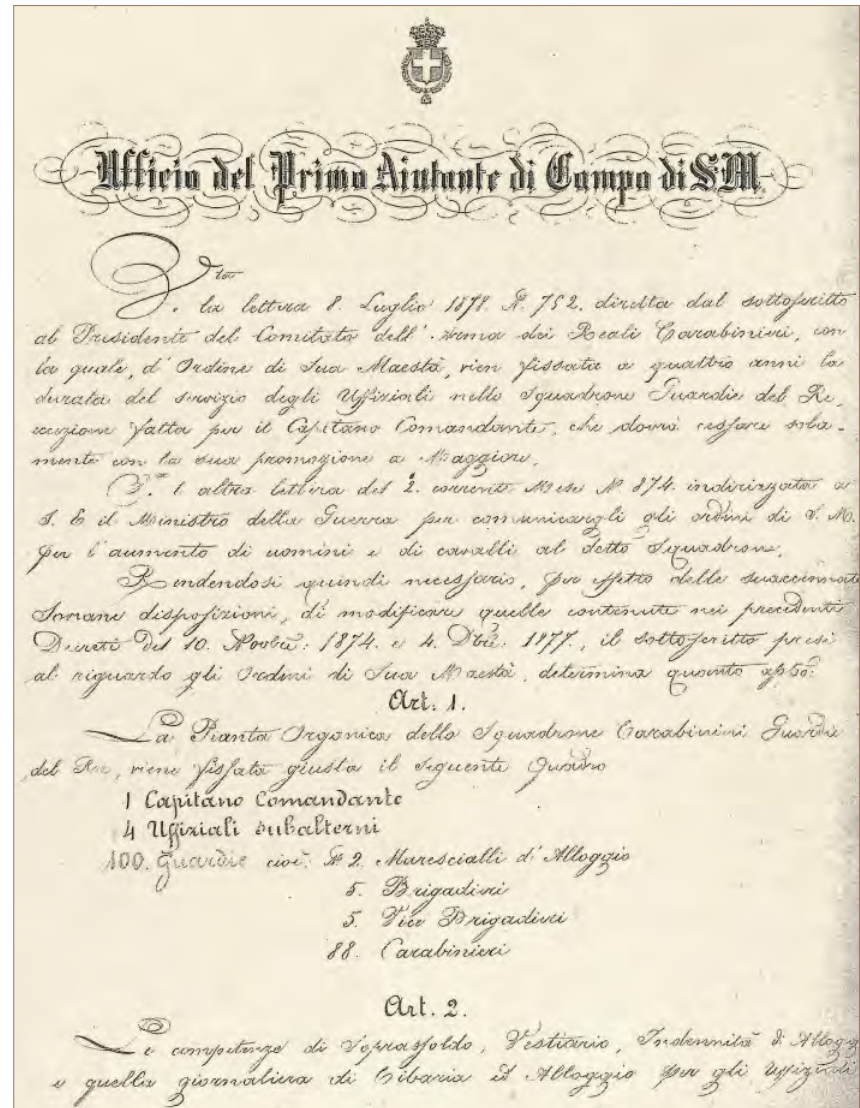 Ufficio del Primo Aiutante di Campo di S.M.
V.to
la lettera 8. Luglio 1878. N. 752. diretta dal sottoscritto
al Presidente del Comitato dell'Arma dei Reali Carabinieri, con
la quale, d'Ordine di Sua Maestà, vien fissata a quattro anni la
durata del servizio degli Uffiziali nello Squadrone Guardie del Re,
eccezione fatta per il Capitano Comandante, che dovrà cessare sola-
mente con la sua promozione a Maggiore,
V.ta l'altra lettera del 2. corrente Mese N. 874. indirizzata a
S. E. il Ministro della Guerra per comunicargli gli ordini di S. M.
per l'aumento di uomini e di cavalli al detto Squadrone,
Rendendosi quindi necessario, per effetto delle suaccennate
Sovrane disposizioni, di modificare quelle contenute nei precedenti
Decreti del 10. Novbre: 1874. e 4. Dbre: 1877., il sottoscritto presi
al riguardo gli Ordini di Sua Maestà, determina quanto
Art. 1.
La Pianta Organica dello Squadrone Carabinieri Guardie
del Re, viene fissata giusta il seguente Quadro
1 Capitano Comandante
4 Uffiziali subalterni
100. Guardie cioè: N. 2. Marescialli d'Alloggio
5. Brigadieri
5. Vice Brigadieri
88. Carabinieri
Art. 2.
Le competenze di Soprassoldo, Vestiario, Indennità di Allogg
e quella giornaliera di Cibaria ed Alloggio per gli Uffiziali